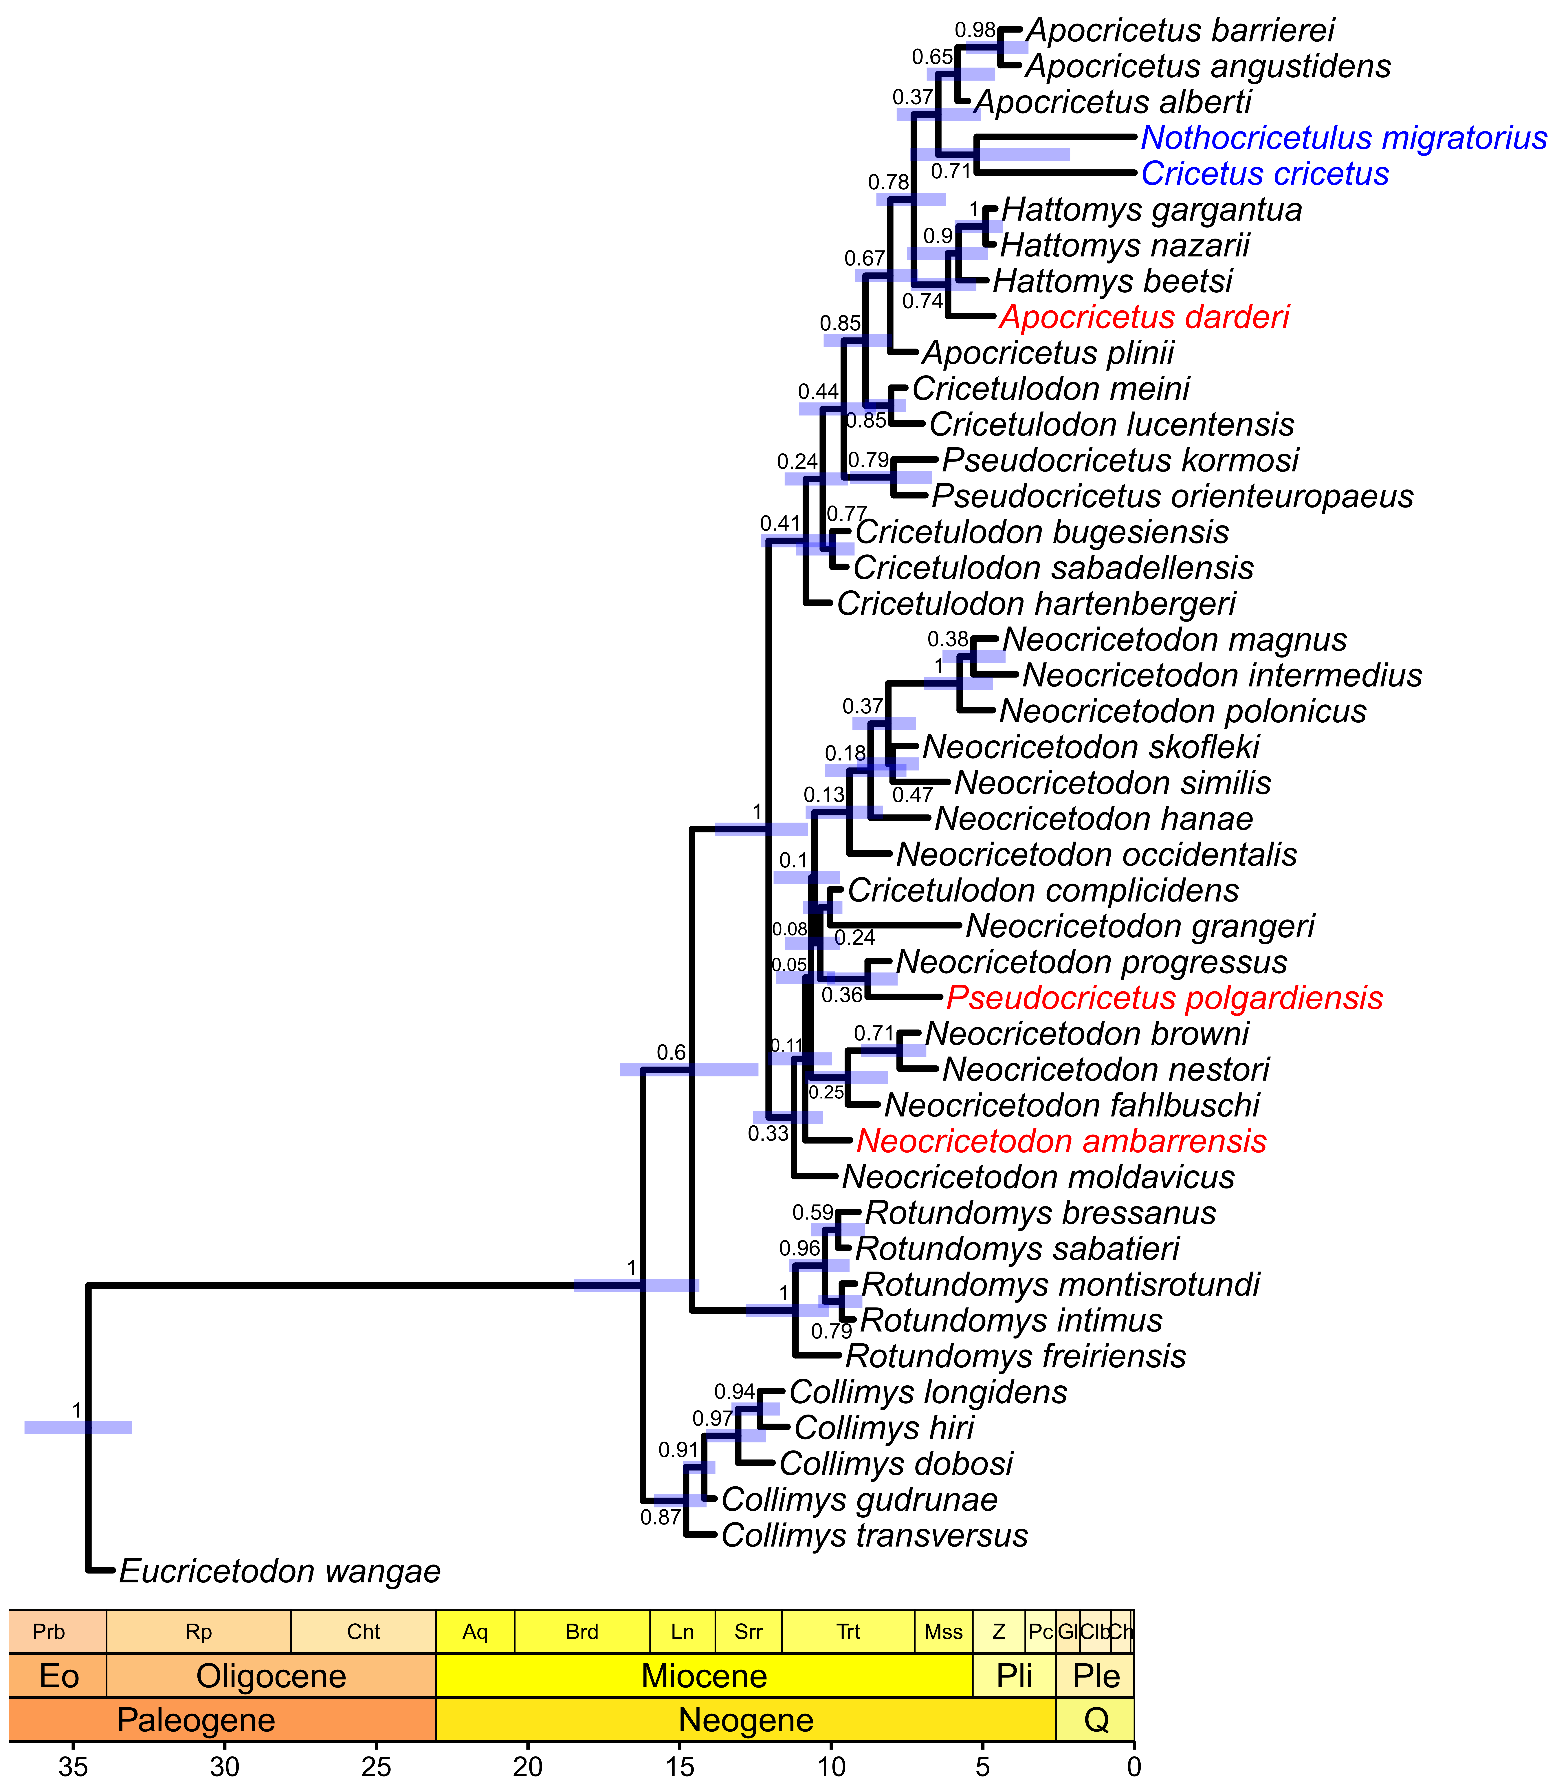 0.98
Apocricetus barrierei
0.65
Apocricetus angustidens
0.37
Apocricetus alberti
Nothocricetulus migratorius
0.71
Cricetus cricetus
0.78
1
Hattomys gargantua
0.9
Hattomys nazarii
0.67
Hattomys beetsi
0.74
Apocricetus darderi
0.85
Apocricetus plinii
0.44
Cricetulodon meini
0.85
Cricetulodon lucentensis
0.24
0.79
Pseudocricetus kormosi
Pseudocricetus orienteuropaeus
0.41
0.77
Cricetulodon bugesiensis
Cricetulodon sabadellensis
Cricetulodon hartenbergeri
0.38
Neocricetodon magnus
1
Neocricetodon intermedius
0.37
Neocricetodon polonicus
0.18
Neocricetodon skofleki
0.47
Neocricetodon similis
1
0.13
Neocricetodon hanae
0.1
Neocricetodon occidentalis
Cricetulodon complicidens
0.08
0.24
Neocricetodon grangeri
0.05
Neocricetodon progressus
0.36
Pseudocricetus polgardiensis
0.6
0.11
0.71
Neocricetodon browni
Neocricetodon nestori
0.25
Neocricetodon fahlbuschi
0.33
Neocricetodon ambarrensis
Neocricetodon moldavicus
0.59
Rotundomys bressanus
0.96
Rotundomys sabatieri
1
1
Rotundomys montisrotundi
0.79
Rotundomys intimus
Rotundomys freiriensis
1
0.94
Collimys longidens
0.97
Collimys hiri
0.91
Collimys dobosi
0.87
Collimys gudrunae
Collimys transversus
Eucricetodon wangae
Prb Rp Cht Aq Brd Ln Srr Trt Mss Z Pc Gl Clb Ch
Eo Oligocene Miocene Pli Ple
Paleogene Neogene Q
35 30 25 20 15 10 5 0